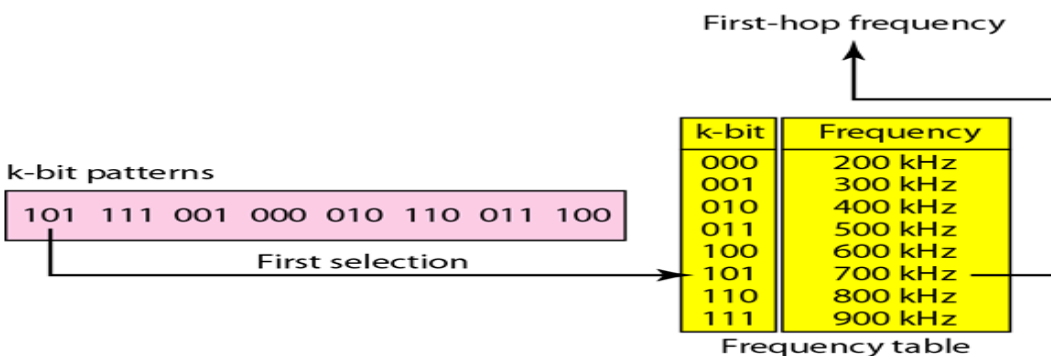 First-hop frequency
k-bit patterns
101 111 001 000 010 110 011 100
First selection
k-bit Frequency
000 200 kHz
001 300 kHz
010 400 kHz
011 500 kHz
100 600 kHz
101 700 kHz
110 800 kHz
111 900 kHz
Frequency table